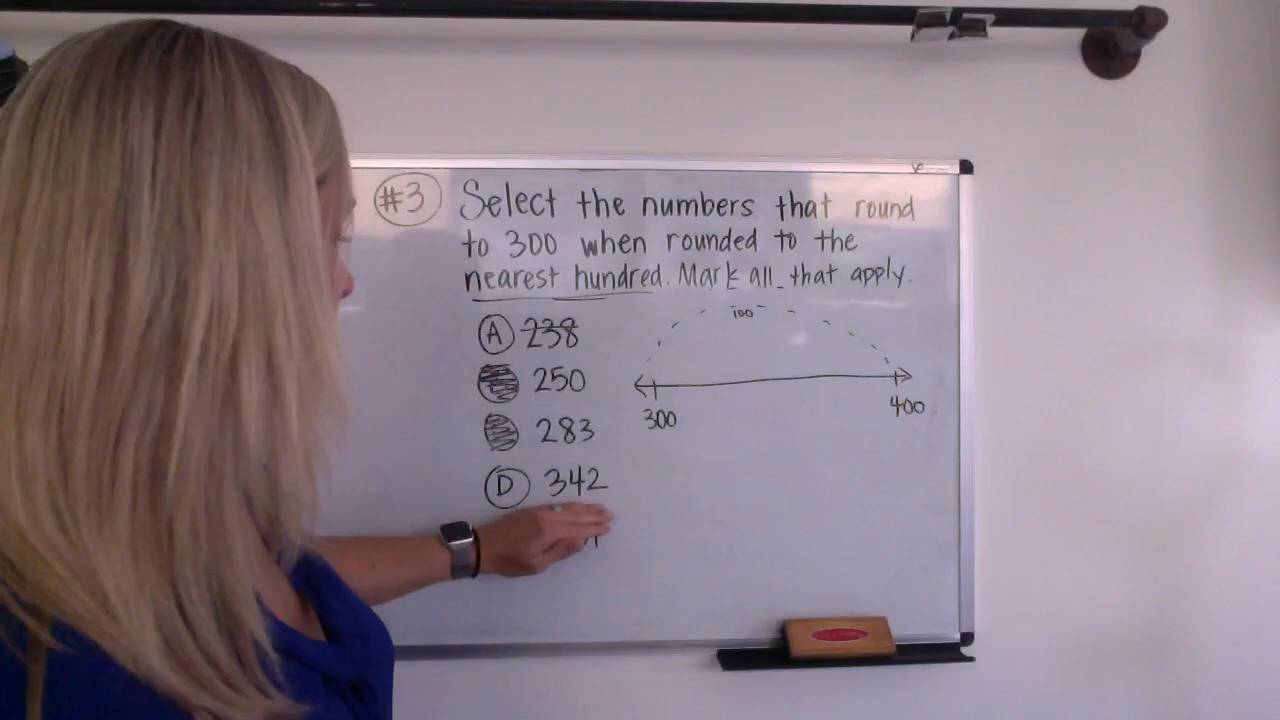 #3 Select the numbers that round
to 300 when rounded to the
nearest hundred. Mark all that apply.
A 238
250
283
D 342
100
300
400